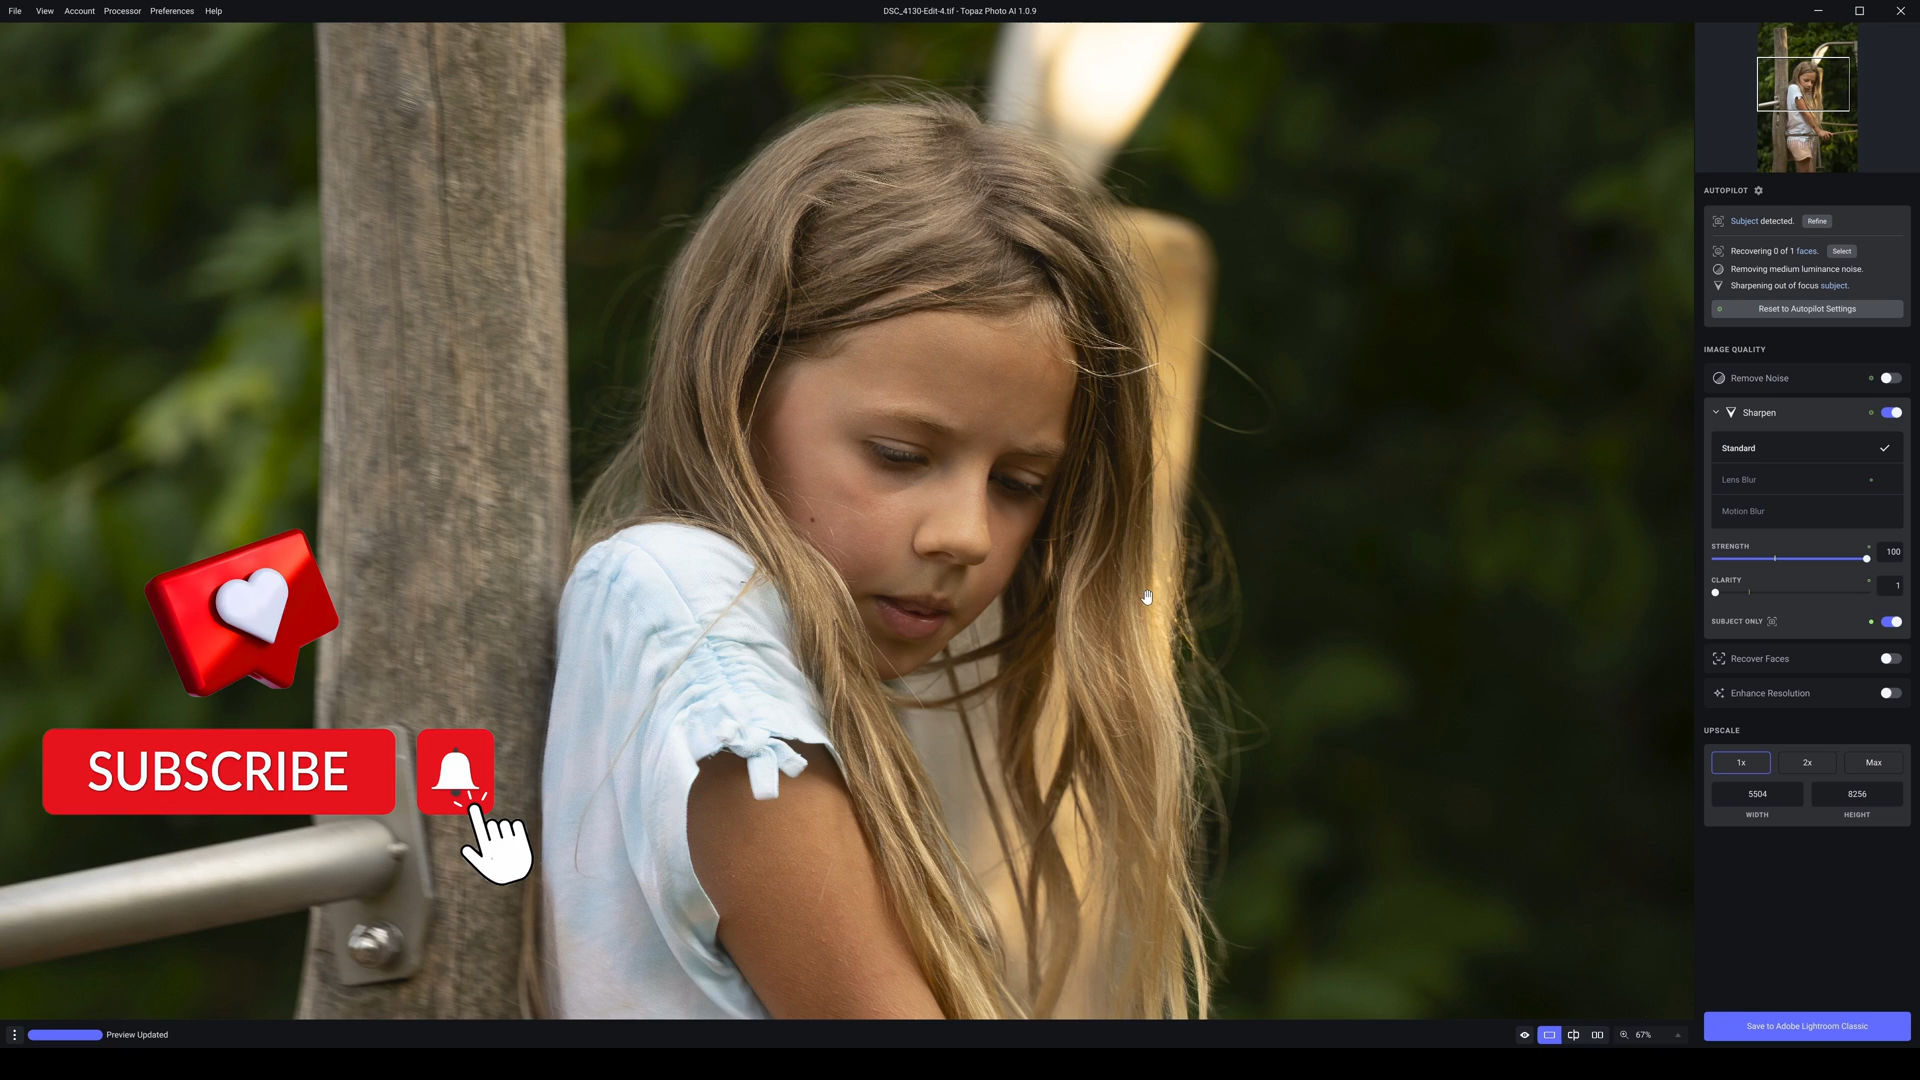 File View Account Processor Preferences Help
DSC_4130-Edit-4.tif - Topaz Photo AI 1.0.9
AUTOPILOT
Subject detected. Refine
Recovering 0 of 1 faces. Select
Removing medium luminance noise.
Sharpening out of focus subject.
Reset to Autopilot Settings
IMAGE QUALITY
Remove Noise
Sharpen
Standard
Lens Blur
Motion Blur
STRENGTH 100
CLARITY 1
SUBJECT ONLY
Recover Faces
Enhance Resolution
UPSCALE
1x 2x Max
5504 8256
WIDTH HEIGHT
SUBSCRIBE
Preview Updated
67%
Save to Adobe Lightroom Classic